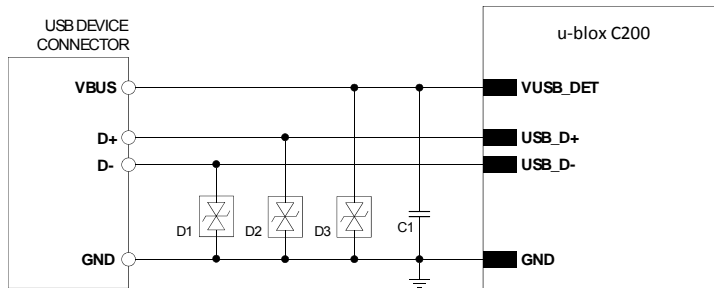 USB DEVICE
CONNECTOR
u-blox C200
VBUS
VUSB_DET
D+
USB_D+
D-
USB_D-
D1
D2
D3
C1
GND
GND